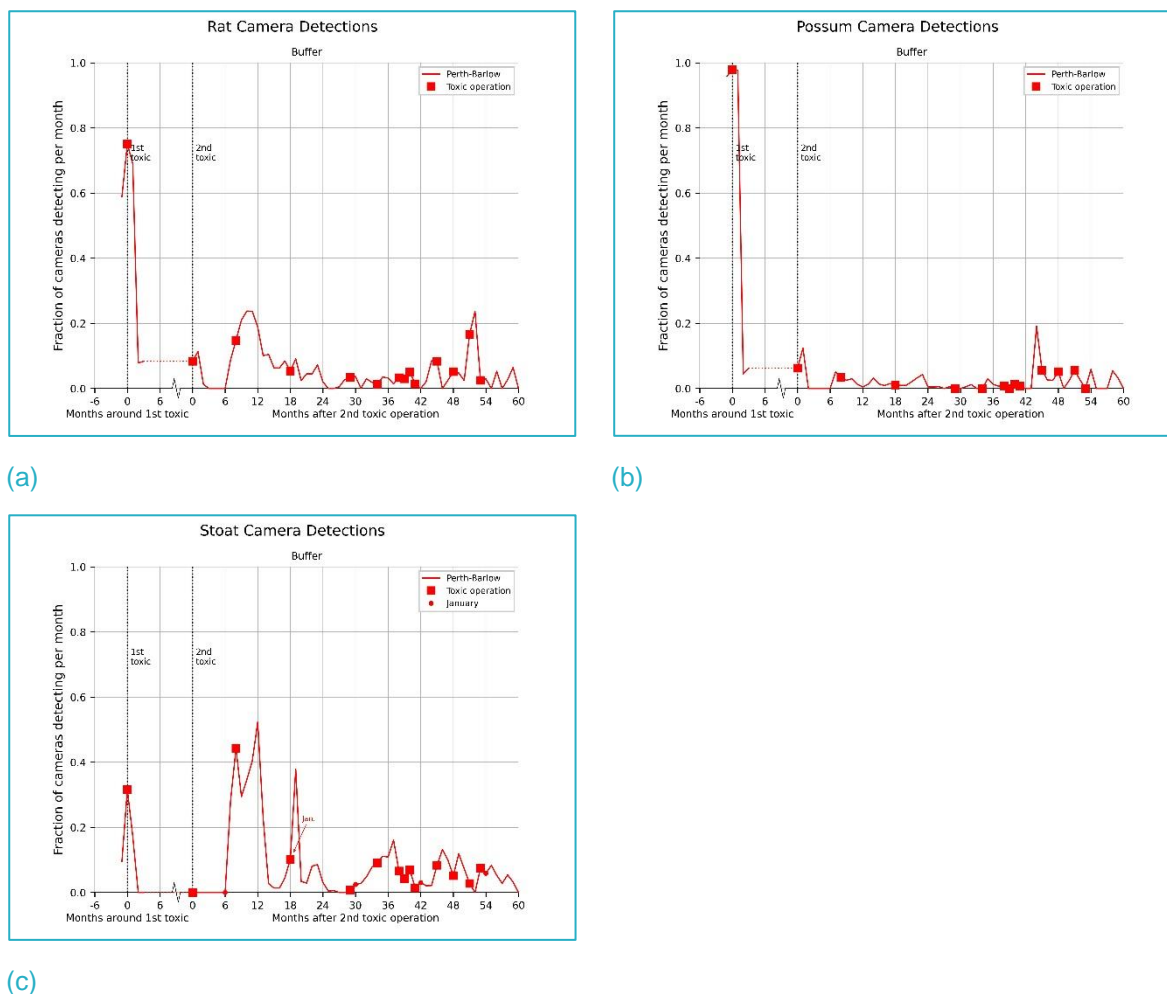 Rat Camera Detections
Buffer
Fraction of cameras detecting per month
1.0
0.8
0.6
0.4
0.2
0.0
Perth-Barlow
Toxic operation
1st
toxic
2nd
toxic
-6 0 6 0 6 12 18 24 30 36 42 48 54 60
Months around 1st toxic Months after 2nd toxic operation
(a)
Possum Camera Detections
Buffer
Fraction of cameras detecting per month
1.0
0.8
0.6
0.4
0.2
0.0
Perth-Barlow
Toxic operation
1st
toxic
2nd
toxic
-6 0 6 0 6 12 18 24 30 36 42 48 54 60
Months around 1st toxic Months after 2nd toxic operation
(b)
Stoat Camera Detections
Buffer
Fraction of cameras detecting per month
1.0
0.8
0.6
0.4
0.2
0.0
Perth-Barlow
Toxic operation
January
1st
toxic
2nd
toxic
Jan.
-6 0 6 0 6 12 18 24 30 36 42 48 54 60
Months around 1st toxic Months after 2nd toxic operation
(c)